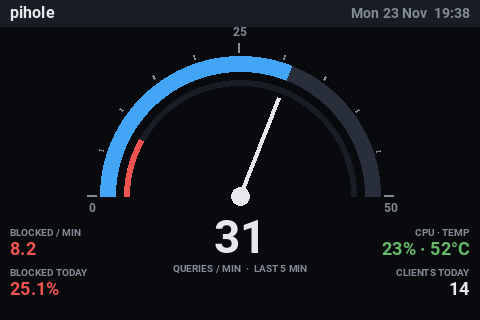 pihole
Mon 23 Nov 19:38
25
0
50
31
QUERIES / MIN · LAST 5 MIN
BLOCKED / MIN
8.2
BLOCKED TODAY
25.1%
CPU · TEMP
23% · 52°C
CLIENTS TODAY
14